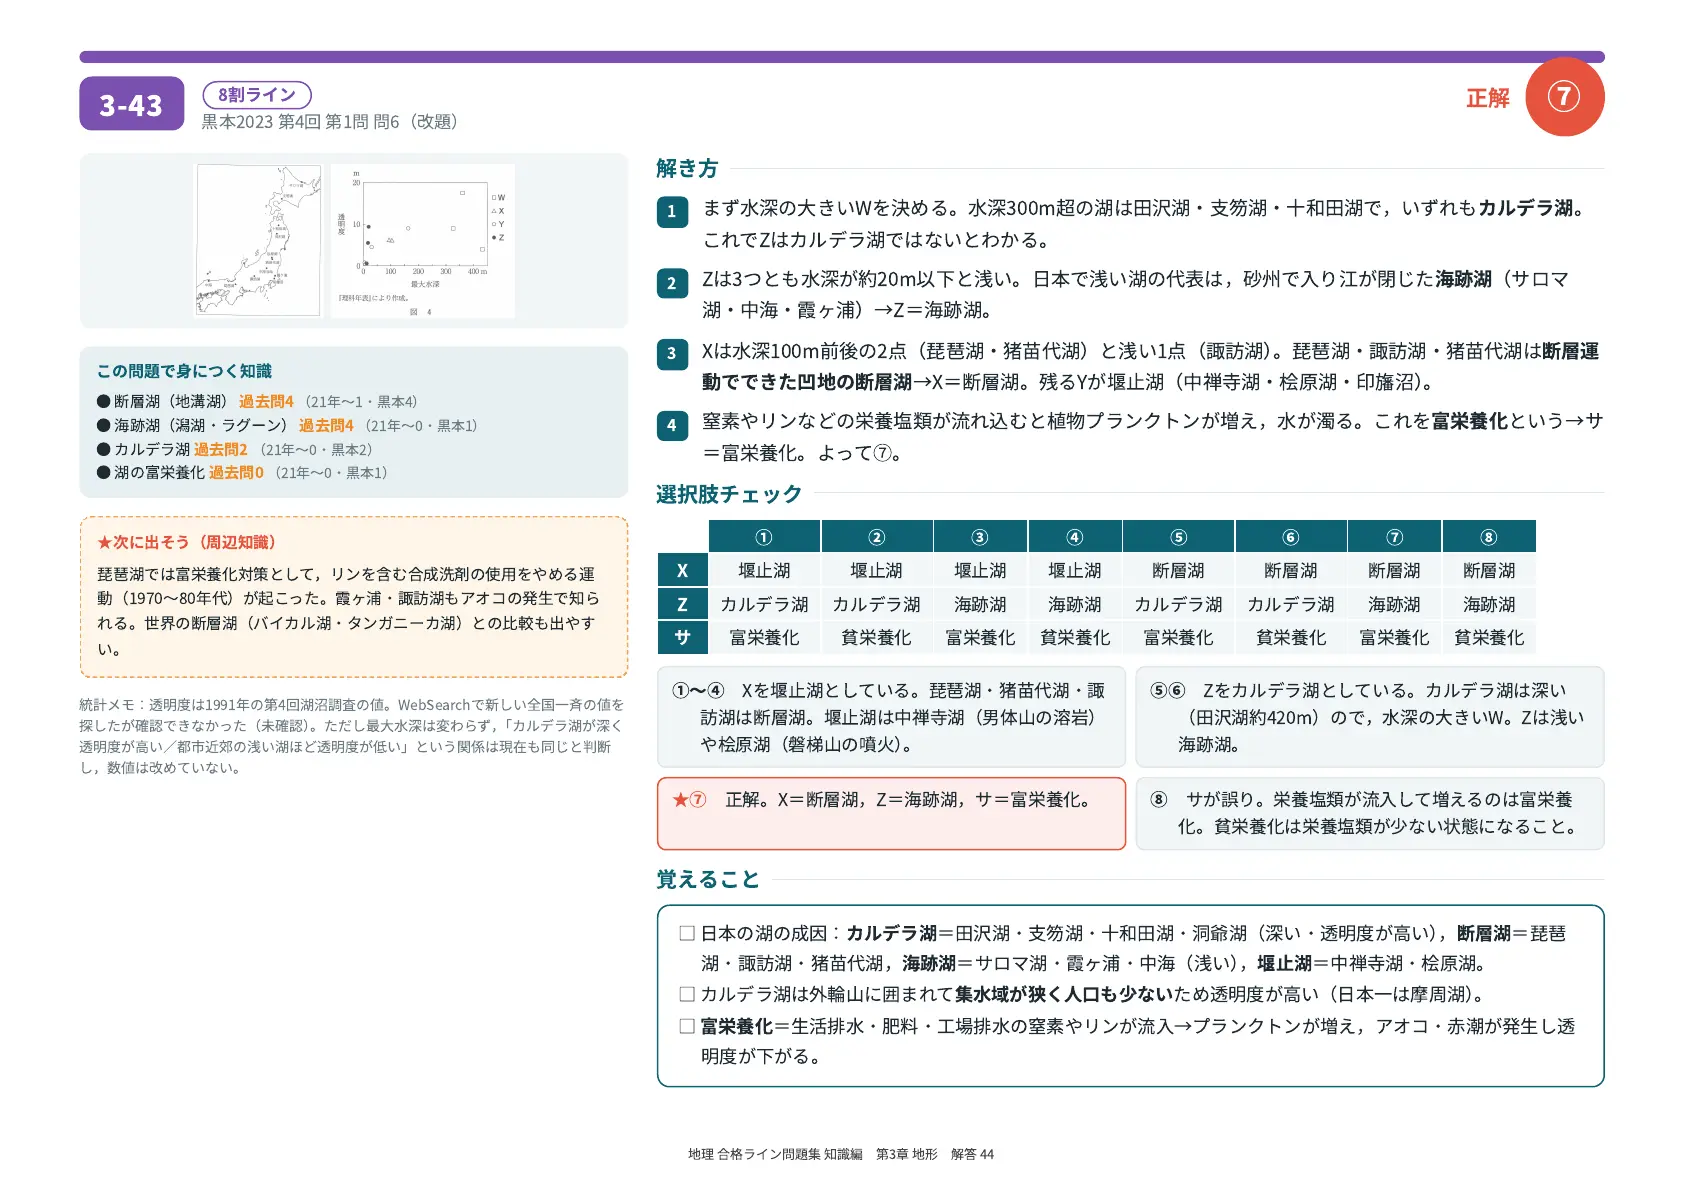 3-43
8割ライン
黒本2023 第4回 第1問 問6（改題）
正解 ⑦
m
20
10
0
透明度
0 100 200 300 400 m
最大水深
□ W
△ X
○ Y
● Z
『理科年表』により作成。
図 4
この問題で身につく知識
● 断層湖（地溝湖） 過去問4 （21年〜1・黒本4）
● 海跡湖（潟湖・ラグーン） 過去問4 （21年〜0・黒本1）
● カルデラ湖 過去問2 （21年〜0・黒本2）
● 湖の富栄養化 過去問0 （21年〜0・黒本1）
★次に出そう（周辺知識）
琵琶湖では富栄養化対策として，リンを含む合成洗剤の使用をやめる運
動（1970〜80年代）が起こった。霞ヶ浦・諏訪湖もアオコの発生で知ら
れる。世界の断層湖（バイカル湖・タンガニーカ湖）との比較も出やす
い。
統計メモ：透明度は1991年の第4回湖沼調査の値。WebSearchで新しい全国一斉の値を
探したが確認できなかった（未確認）。ただし最大水深は変わらず，「カルデラ湖が深く
透明度が高い／都市近郊の浅い湖ほど透明度が低い」という関係は現在も同じと判断
し，数値は改めていない。
解き方
1 まず水深の大きいWを決める。水深300m超の湖は田沢湖・支笏湖・十和田湖で，いずれもカルデラ湖。
これでZはカルデラ湖ではないとわかる。
2 Zは3つとも水深が約20m以下と浅い。日本で浅い湖の代表は，砂州で入り江が閉じた海跡湖（サロマ
湖・中海・霞ヶ浦）→Z＝海跡湖。
3 Xは水深100m前後の2点（琵琶湖・猪苗代湖）と浅い1点（諏訪湖）。琵琶湖・諏訪湖・猪苗代湖は断層運
動でできた凹地の断層湖→X＝断層湖。残るYが堰止湖（中禅寺湖・桧原湖・印旛沼）。
4 窒素やリンなどの栄養塩類が流れ込むと植物プランクトンが増え，水が濁る。これを富栄養化という→サ
＝富栄養化。よって⑦。
選択肢チェック
① ② ③ ④ ⑤ ⑥ ⑦ ⑧
X 堰止湖 堰止湖 堰止湖 堰止湖 断層湖 断層湖 断層湖 断層湖
Z カルデラ湖 カルデラ湖 海跡湖 海跡湖 カルデラ湖 カルデラ湖 海跡湖 海跡湖
サ 富栄養化 貧栄養化 富栄養化 貧栄養化 富栄養化 貧栄養化 富栄養化 貧栄養化
①〜④ Xを堰止湖としている。琵琶湖・猪苗代湖・諏
訪湖は断層湖。堰止湖は中禅寺湖（男体山の溶岩）
や桧原湖（磐梯山の噴火）。
⑤⑥ Zをカルデラ湖としている。カルデラ湖は深い
（田沢湖約420m）ので，水深の大きいW。Zは浅い
海跡湖。
★⑦ 正解。X＝断層湖，Z＝海跡湖，サ＝富栄養化。
⑧ サが誤り。栄養塩類が流入して増えるのは富栄養
化。貧栄養化は栄養塩類が少ない状態になること。
覚えること
□ 日本の湖の成因：カルデラ湖＝田沢湖・支笏湖・十和田湖・洞爺湖（深い・透明度が高い），断層湖＝琵琶
湖・諏訪湖・猪苗代湖，海跡湖＝サロマ湖・霞ヶ浦・中海（浅い），堰止湖＝中禅寺湖・桧原湖。
□ カルデラ湖は外輪山に囲まれて集水域が狭く人口も少ないため透明度が高い（日本一は摩周湖）。
□ 富栄養化＝生活排水・肥料・工場排水の窒素やリンが流入→プランクトンが増え，アオコ・赤潮が発生し透
明度が下がる。
地理 合格ライン問題集 知識編 第3章 地形 解答 44